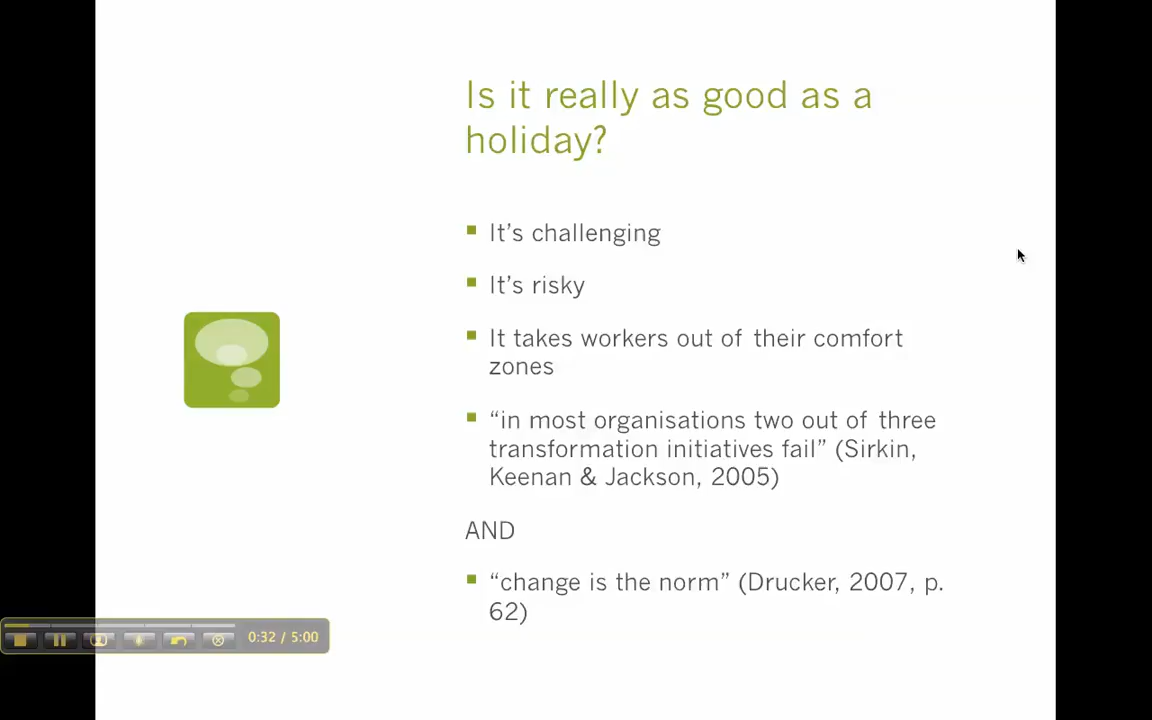 Is it really as good as a
holiday?
It’s challenging
It’s risky
It takes workers out of their comfort
zones
“in most organisations two out of three
transformation initiatives fail” (Sirkin,
Keenan & Jackson, 2005)
AND
“change is the norm” (Drucker, 2007, p.
62)
0:32 / 5:00